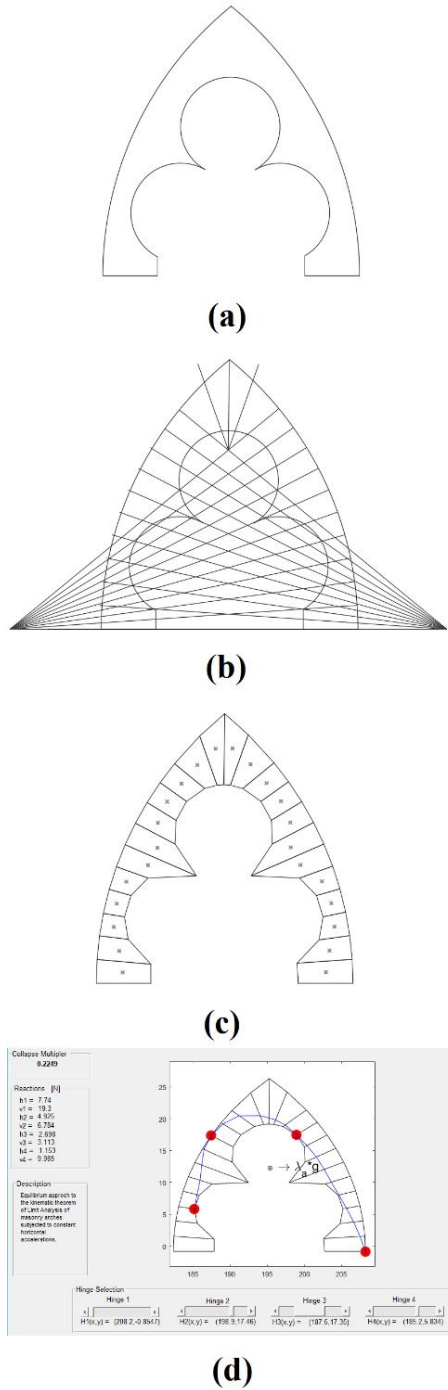 (a)
(b)
(c)
Collapse Multiplier
0.2249
Reactions [N]
h1 = 7.74
v1 = 19.3
h2 = 4.925
v2 = 6.784
h3 = 2.698
v3 = 3.113
h4 = 1.153
v4 = 9.985
Description
Equilibrium approch to
the kinematic theorem
of Limit Analysis of
masonry arches
subjected to constant
horizontal
accelerations.
25
20
15
10
5
0
λa*g
185 190 195 200 205
Hinge Selection
Hinge 1 Hinge 2 Hinge 3 Hinge 4
H1(x,y) = (208.2,-0.8547) H2(x,y) = (198.9,17.46) H3(x,y) = (187.5,17.35) H4(x,y) = (185.2,5.834)
(d)